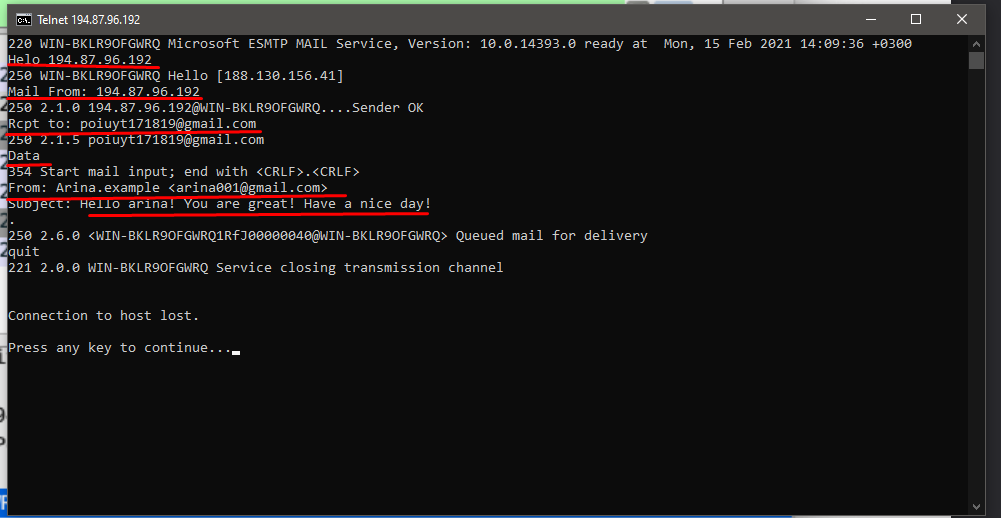 Telnet 194.87.96.192
220 WIN-BKLR9OFGWRQ Microsoft ESMTP MAIL Service, Version: 10.0.14393.0 ready at  Mon, 15 Feb 2021 14:09:36 +0300
Helo 194.87.96.192
250 WIN-BKLR9OFGWRQ Hello [188.130.156.41]
Mail From: 194.87.96.192
250 2.1.0 194.87.96.192@WIN-BKLR9OFGWRQ....Sender OK
Rcpt to: poiuyt171819@gmail.com
250 2.1.5 poiuyt171819@gmail.com
Data
354 Start mail input; end with <CRLF>.<CRLF>
From: Arina.example <arina001@gmail.com>
Subject: Hello arina! You are great! Have a nice day!
.
250 2.6.0 <WIN-BKLR9OFGWRQ1RfJ00000040@WIN-BKLR9OFGWRQ> Queued mail for delivery
quit
221 2.0.0 WIN-BKLR9OFGWRQ Service closing transmission channel
Connection to host lost.
Press any key to continue...